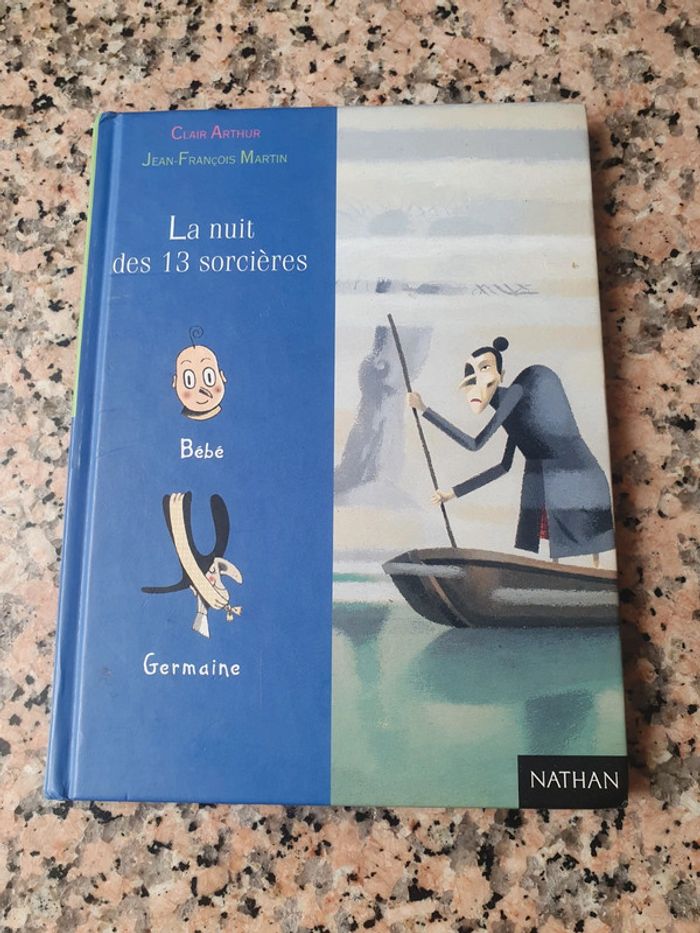 CLAIR ARTHUR
JEAN-FRANÇOIS MARTIN
La nuit
des 13 sorcières
Bébé
Germaine
NATHAN